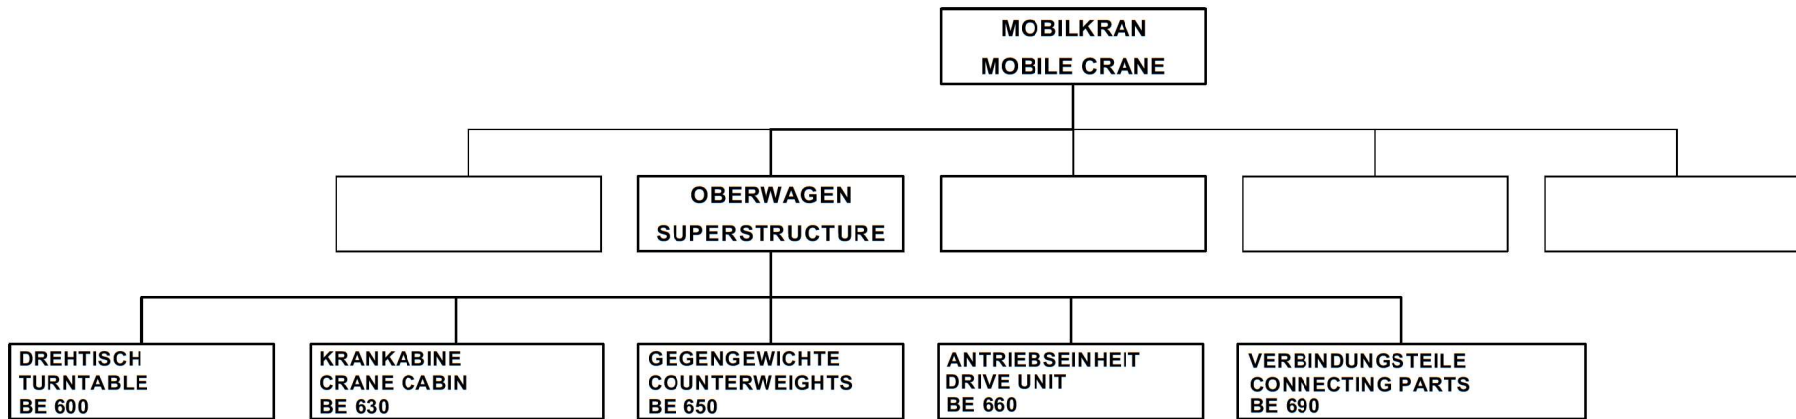 MOBILKRAN
MOBILE CRANE
OBERWAGEN
SUPERSTRUCTURE
DREHTISCH
TURNTABLE
BE 600
KRANKABINE
CRANE CABIN
BE 630
GEGENGEWICHTE
COUNTERWEIGHTS
BE 650
ANTRIEBSEINHEIT
DRIVE UNIT
BE 660
VERBINDUNGSTEILE
CONNECTING PARTS
BE 690